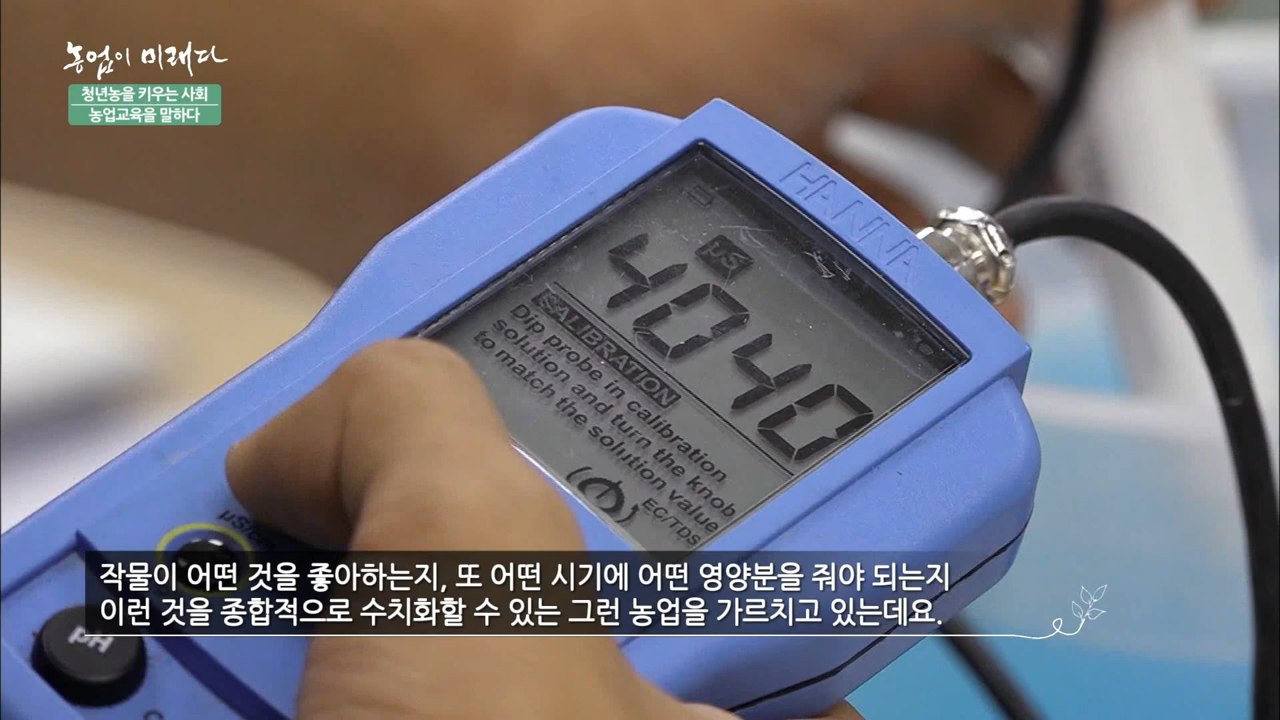 농업이 미래다
청년농을 키우는 사회
농업교육을 말하다
HANNA
µS
4040
CALIBRATION
Dip probe in calibration
solution and turn the knob
to match the solution value
EC/TDS
pH
작물이 어떤 것을 좋아하는지, 또 어떤 시기에 어떤 영양분을 줘야 되는지
이런 것을 종합적으로 수치화할 수 있는 그런 농업을 가르치고 있는데요.